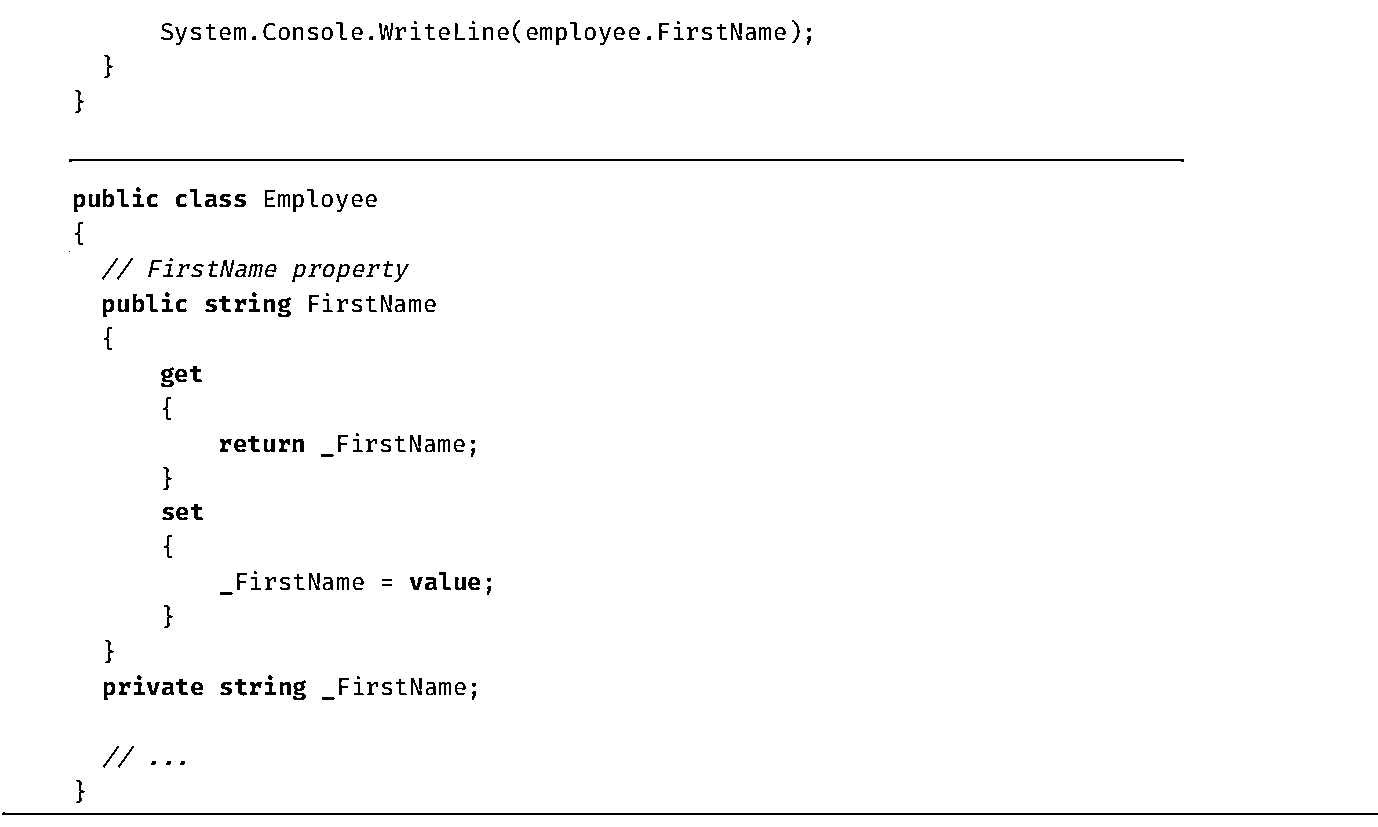 System.Console.WriteLine(employee.FirstName);
}
}
public class Employee
{
// FirstName property
public string FirstName
{
get
{
return _FirstName;
}
set
{
_FirstName = value;
}
}
private string _FirstName;
// ...
}